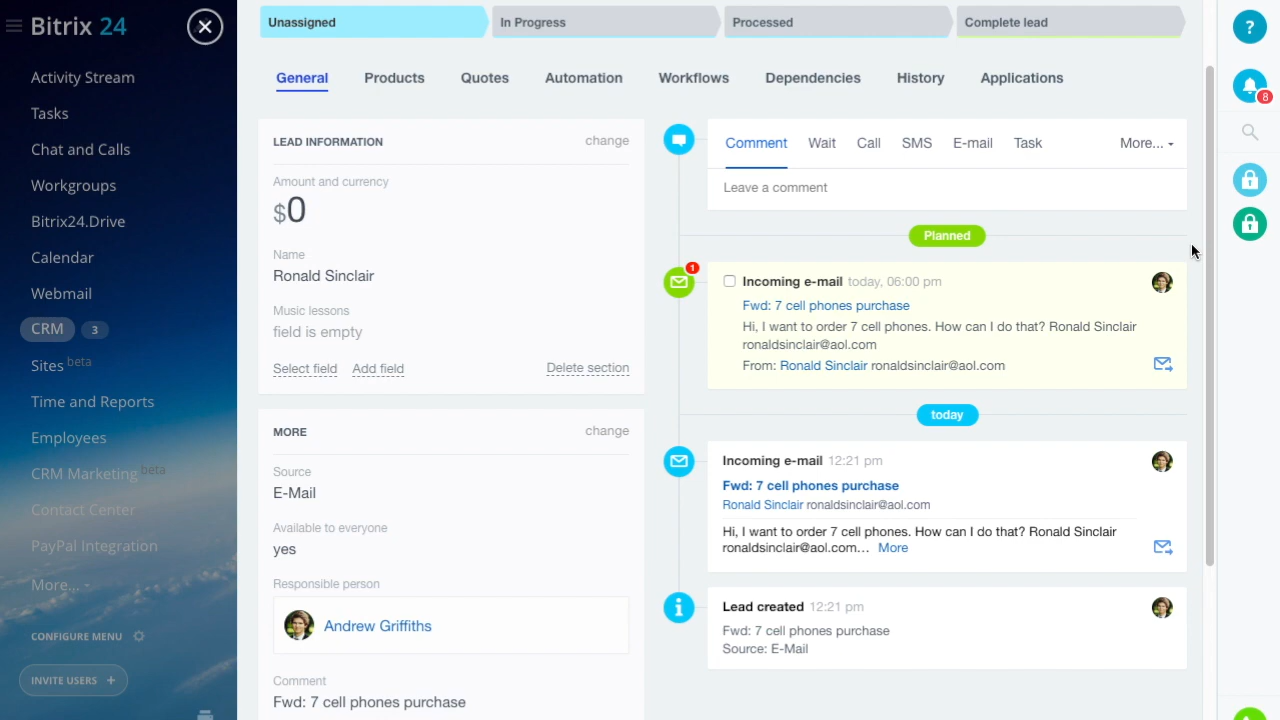 Bitrix 24
Activity Stream
Tasks
Chat and Calls
Workgroups
Bitrix24.Drive
Calendar
Webmail
CRM 3
Sites beta
Time and Reports
Employees
CRM Marketing beta
Contact Center
PayPal Integration
More...
CONFIGURE MENU
INVITE USERS +
Unassigned
In Progress
Processed
Complete lead
General
Products
Quotes
Automation
Workflows
Dependencies
History
Applications
LEAD INFORMATION
change
Amount and currency
$0
Name
Ronald Sinclair
Music lessons
field is empty
Select field
Add field
Delete section
MORE
change
Source
E-Mail
Available to everyone
yes
Responsible person
Andrew Griffiths
Comment
Fwd: 7 cell phones purchase
Comment
Wait
Call
SMS
E-mail
Task
More...
Leave a comment
Planned
1
Incoming e-mail today, 06:00 pm
Fwd: 7 cell phones purchase
Hi, I want to order 7 cell phones. How can I do that? Ronald Sinclair
ronaldsinclair@aol.com
From: Ronald Sinclair ronaldsinclair@aol.com
today
Incoming e-mail 12:21 pm
Fwd: 7 cell phones purchase
Ronald Sinclair ronaldsinclair@aol.com
Hi, I want to order 7 cell phones. How can I do that? Ronald Sinclair
ronaldsinclair@aol.com... More
Lead created 12:21 pm
Fwd: 7 cell phones purchase
Source: E-Mail
?
8